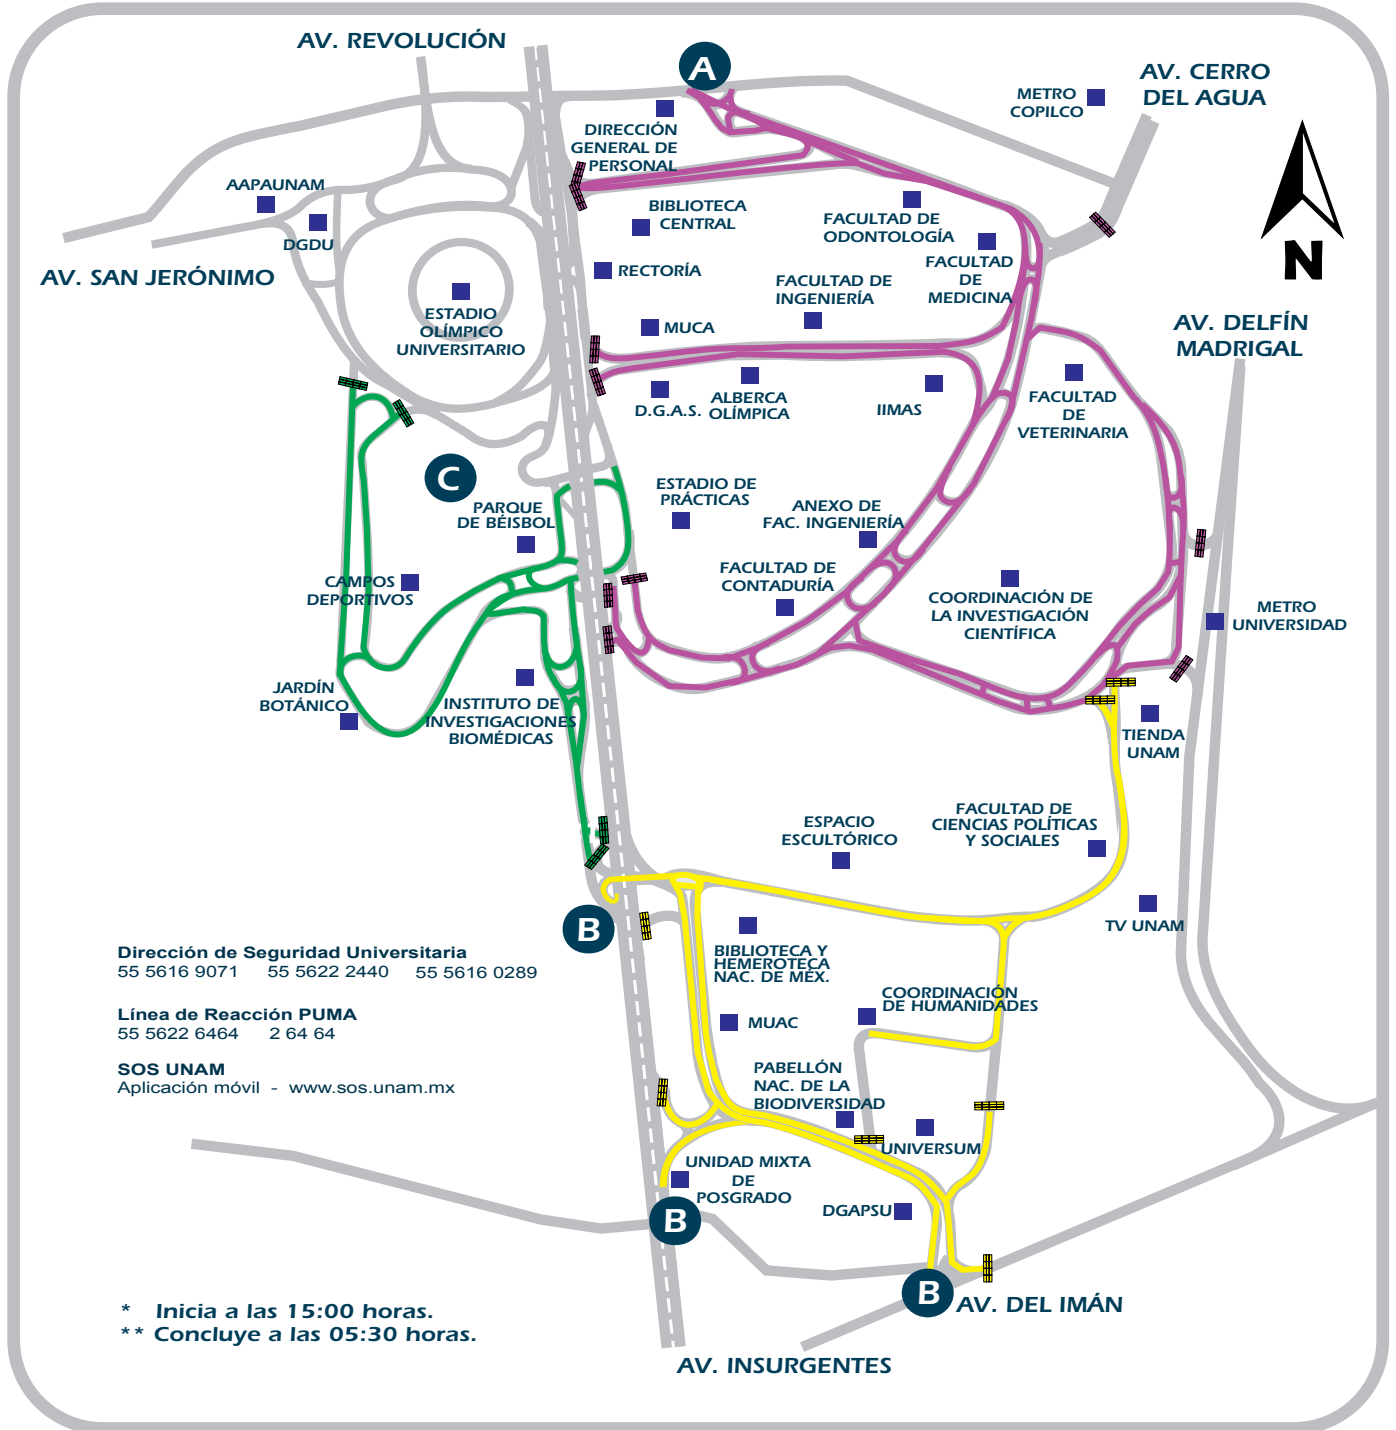 AV. REVOLUCIÓN
A
AV. CERRO
DEL AGUA
METRO
COPILCO
DIRECCIÓN
GENERAL DE
PERSONAL
AAPAUNAM
DGDU
BIBLIOTECA
CENTRAL
FACULTAD DE
ODONTOLOGÍA
FACULTAD
DE
MEDICINA
N
AV. SAN JERÓNIMO
RECTORÍA
FACULTAD DE
INGENIERÍA
ESTADIO
OLÍMPICO
UNIVERSITARIO
MUCA
AV. DELFÍN
MADRIGAL
D.G.A.S.
ALBERCA
OLÍMPICA
IIMAS
FACULTAD
DE
VETERINARIA
C
PARQUE
DE BÉISBOL
ESTADIO DE
PRÁCTICAS
ANEXO DE
FAC. INGENIERÍA
CAMPOS
DEPORTIVOS
FACULTAD DE
CONTADURÍA
COORDINACIÓN DE
LA INVESTIGACIÓN
CIENTÍFICA
METRO
UNIVERSIDAD
JARDÍN
BOTÁNICO
INSTITUTO DE
INVESTIGACIONES
BIOMÉDICAS
TIENDA
UNAM
ESPACIO
ESCULTÓRICO
FACULTAD DE
CIENCIAS POLÍTICAS
Y SOCIALES
B
TV UNAM
BIBLIOTECA Y
HEMEROTECA
NAC. DE MÉX.
Dirección de Seguridad Universitaria
55 5616 9071 55 5622 2440 55 5616 0289
COORDINACIÓN
DE HUMANIDADES
Línea de Reacción PUMA
55 5622 6464 2 64 64
MUAC
SOS UNAM
Aplicación móvil - www.sos.unam.mx
PABELLÓN
NAC. DE LA
BIODIVERSIDAD
UNIVERSUM
UNIDAD MIXTA
DE
POSGRADO
DGAPSU
B
B
AV. DEL IMÁN
* Inicia a las 15:00 horas.
** Concluye a las 05:30 horas.
AV. INSURGENTES